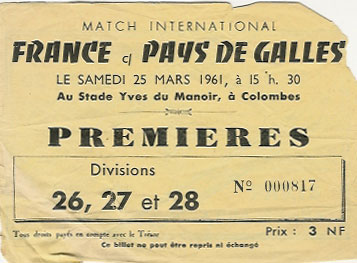 MATCH INTERNATIONAL
FRANCE c/ PAYS DE GALLES
LE SAMEDI 25 MARS 1961, à 15 h. 30
Au Stade Yves du Manoir, à Colombes
PREMIERES
Divisions
26, 27 et 28
Nº 000817
Tous droits payés en compte avec le Trésor
Prix : 3 NF
Ce billet ne peut être repris ni échangé